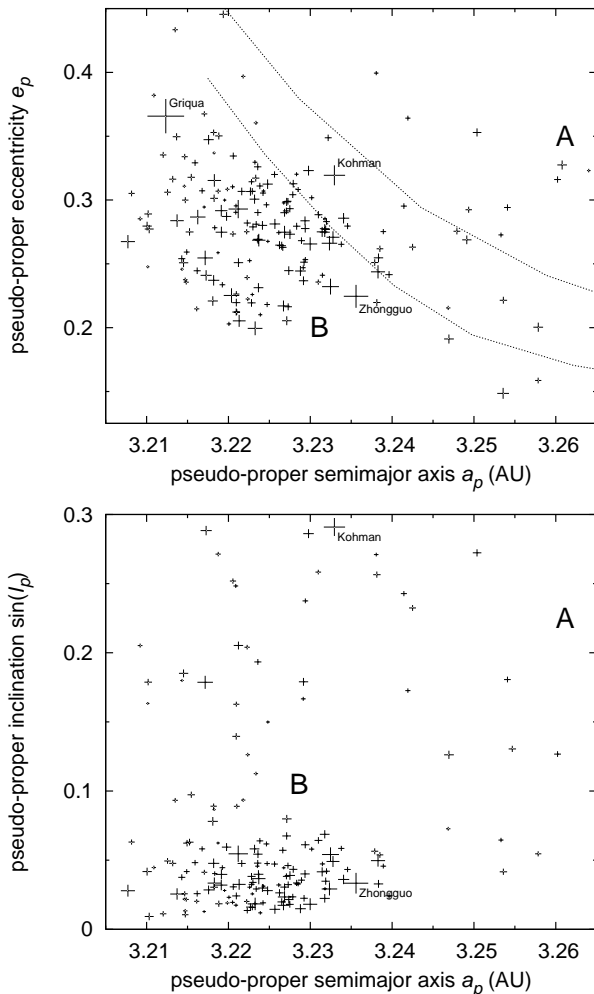 0.4
0.3
0.2
pseudo-proper eccentricity e_p
Griqua
Kohman
Zhongguo
A
B
3.21 3.22 3.23 3.24 3.25 3.26
pseudo-proper semimajor axis a_p (AU)
0.3
0.2
0.1
0
pseudo-proper inclination sin(I_p)
Kohman
A
B
Zhongguo
3.21 3.22 3.23 3.24 3.25 3.26
pseudo-proper semimajor axis a_p (AU)